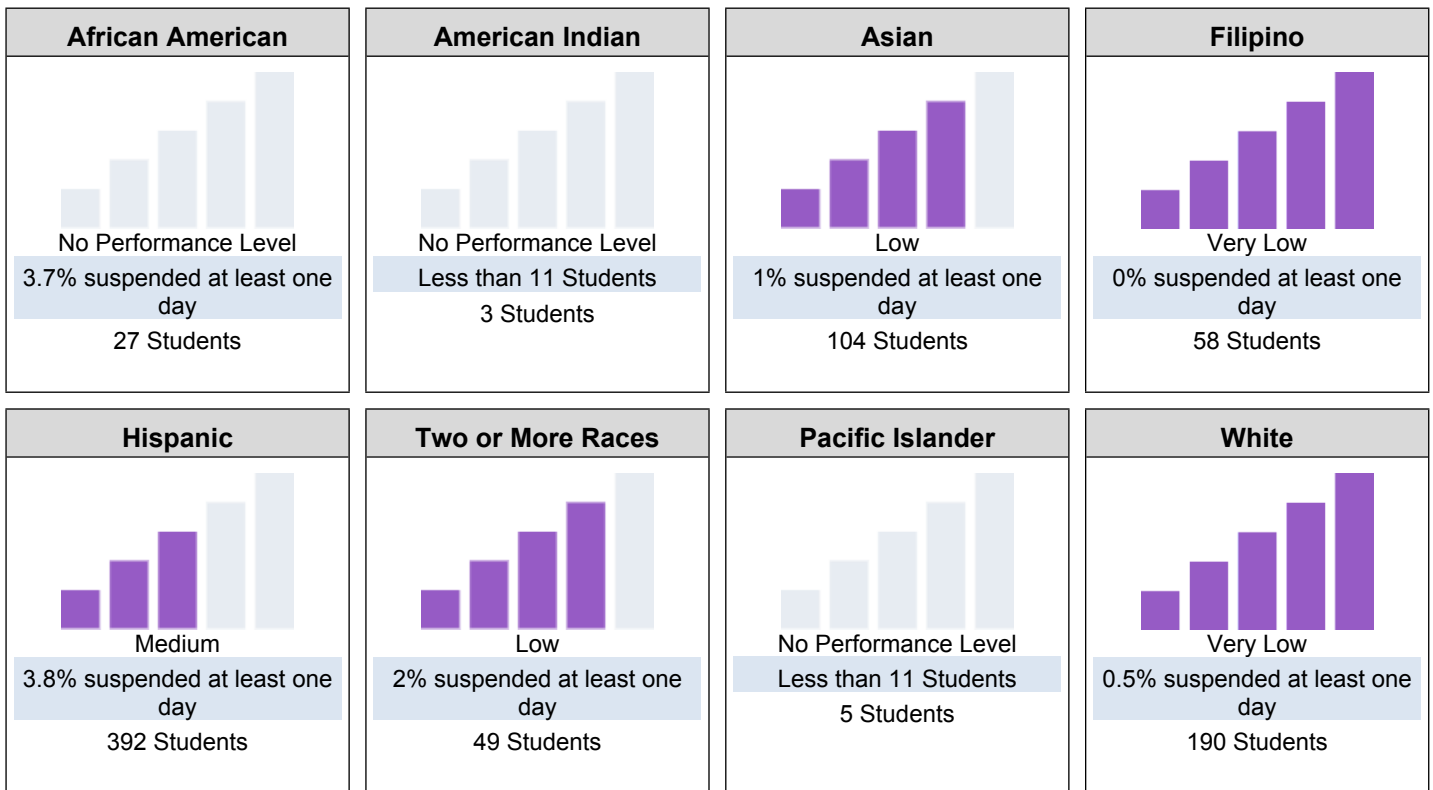 African American
No Performance Level
3.7% suspended at least one
day
27 Students
American Indian
No Performance Level
Less than 11 Students
3 Students
Asian
Low
1% suspended at least one
day
104 Students
Filipino
Very Low
0% suspended at least one
day
58 Students
Hispanic
Medium
3.8% suspended at least one
day
392 Students
Two or More Races
Low
2% suspended at least one
day
49 Students
Pacific Islander
No Performance Level
Less than 11 Students
5 Students
White
Very Low
0.5% suspended at least one
day
190 Students